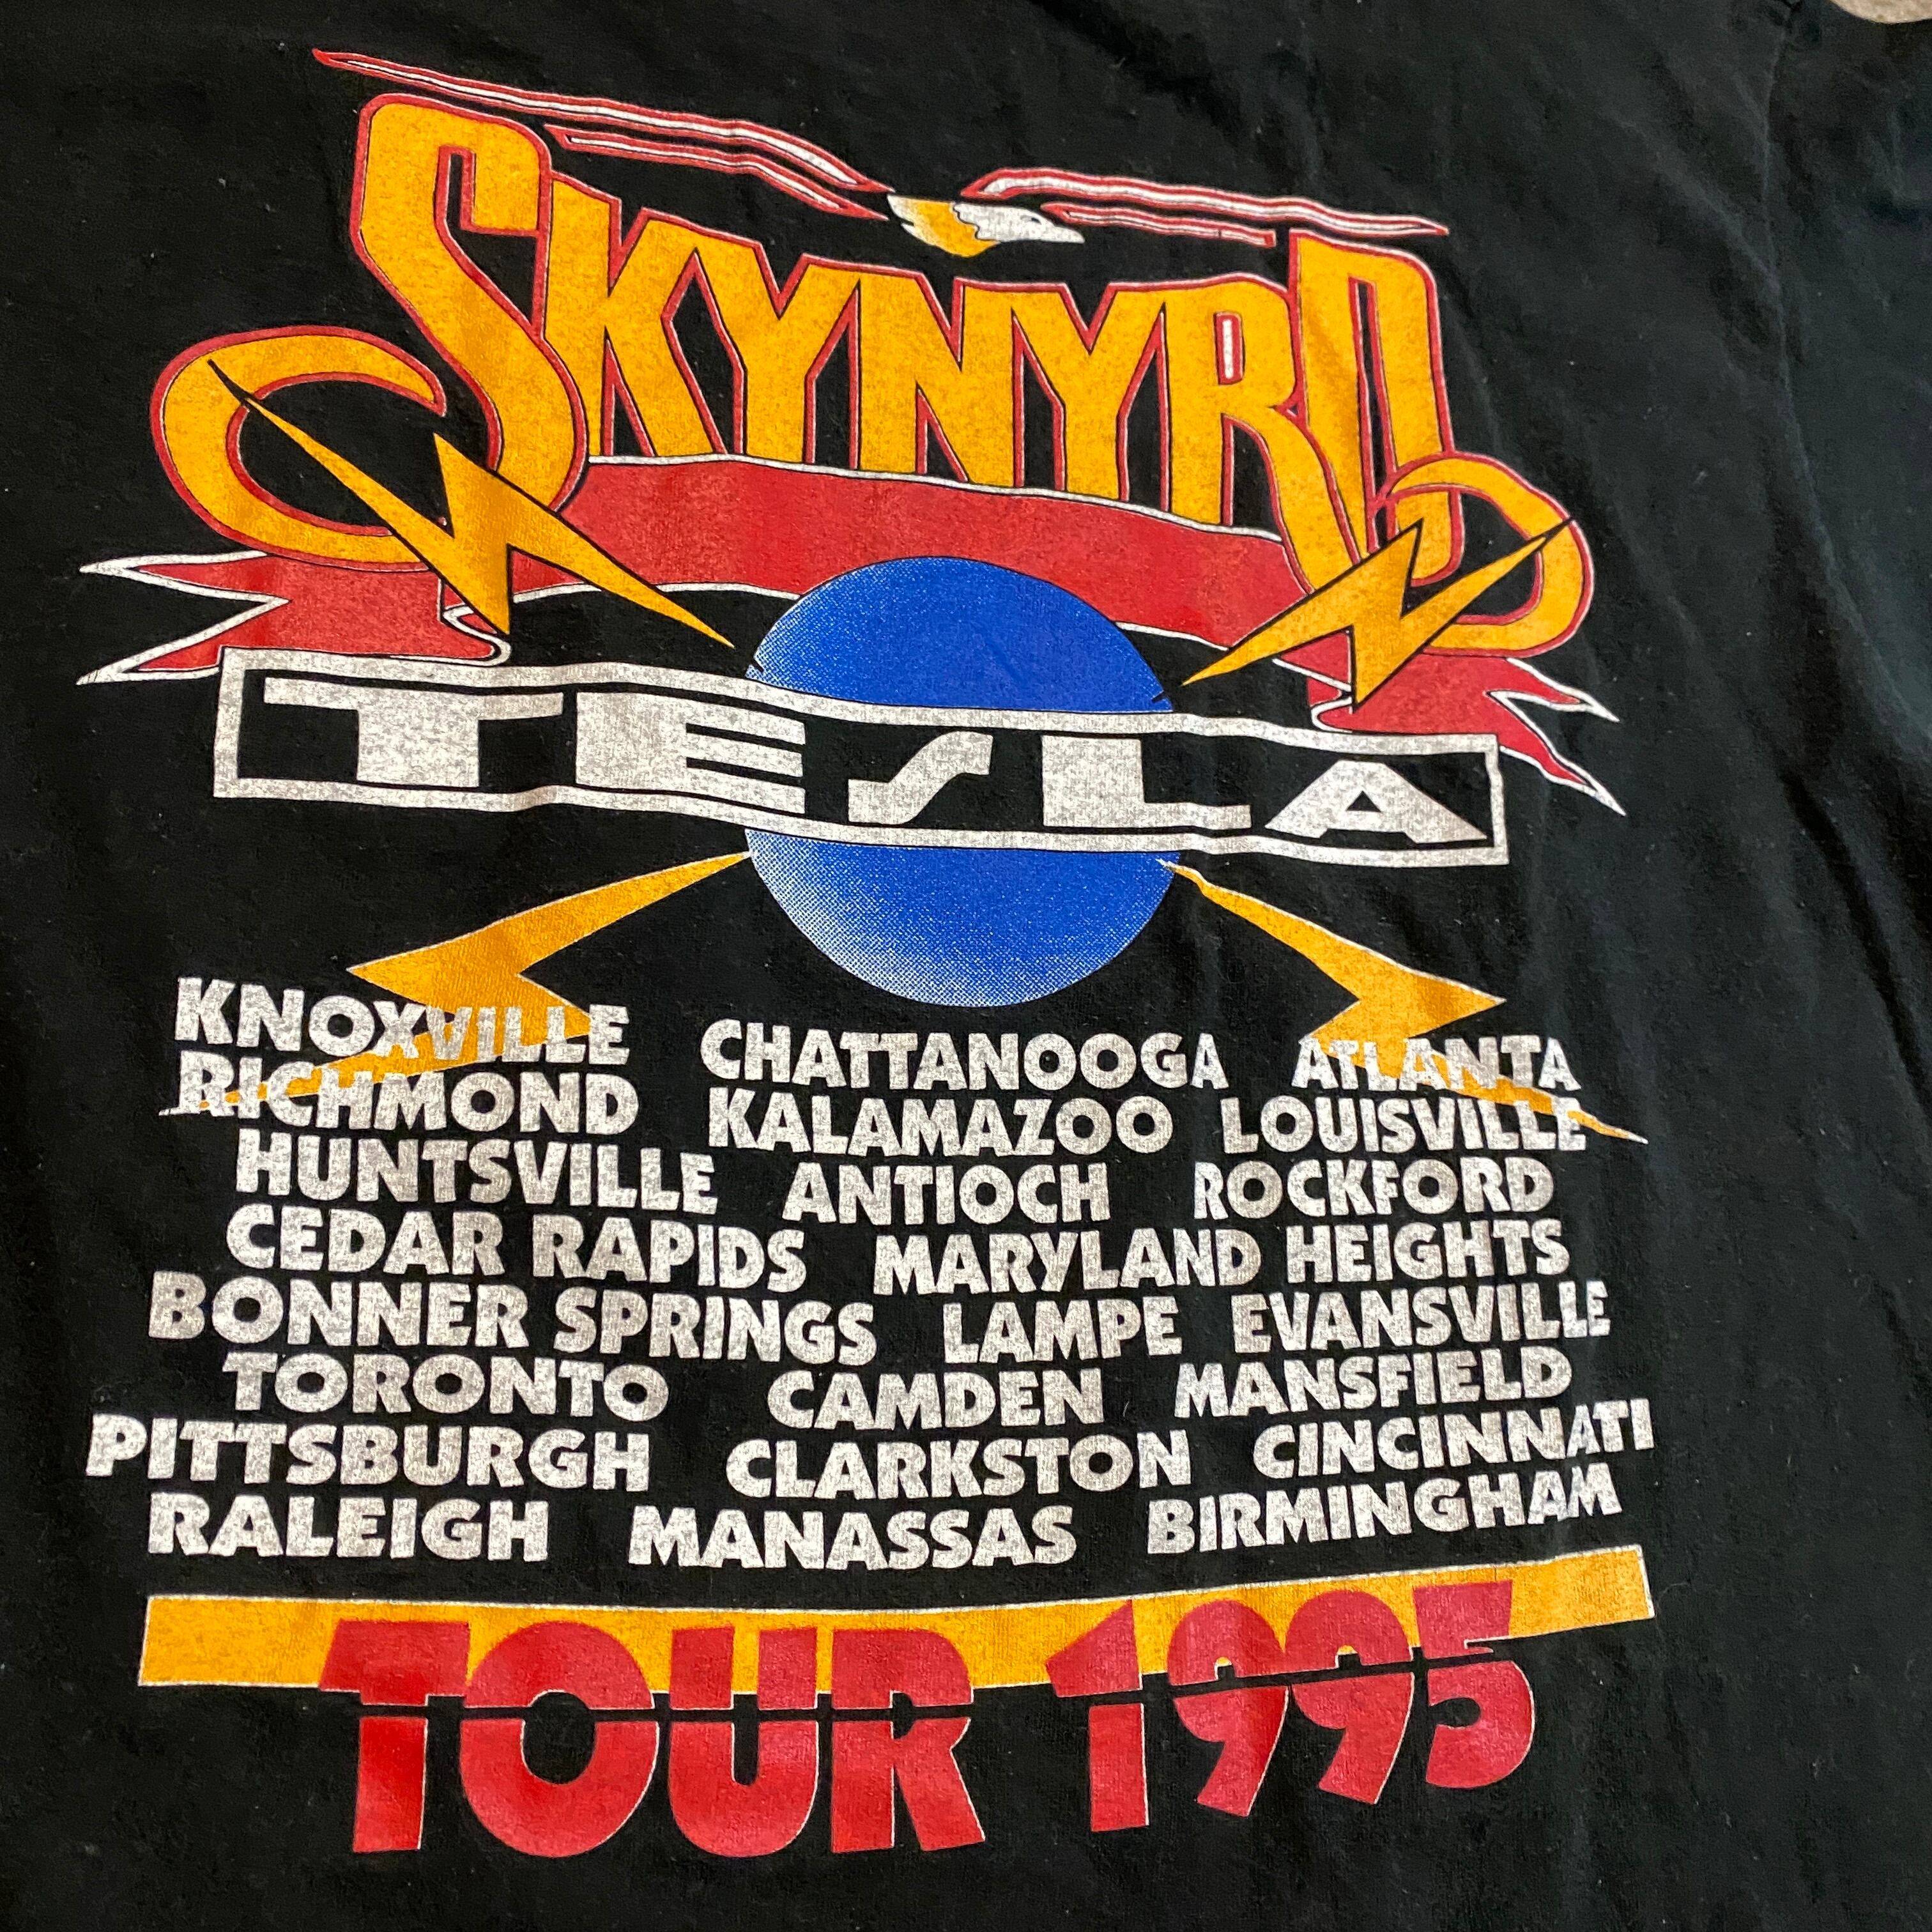 SKYNYRD
TESLA
KNOXVILLE CHATTANOOGA ATLANTA
RICHMOND KALAMAZOO LOUISVILLE
HUNTSVILLE ANTIOCH ROCKFORD
CEDAR RAPIDS MARYLAND HEIGHTS
BONNER SPRINGS LAMPE EVANSVILLE
TORONTO CAMDEN MANSFIELD
PITTSBURGH CLARKSTON CINCINNATI
RALEIGH MANASSAS BIRMINGHAM
TOUR 1995